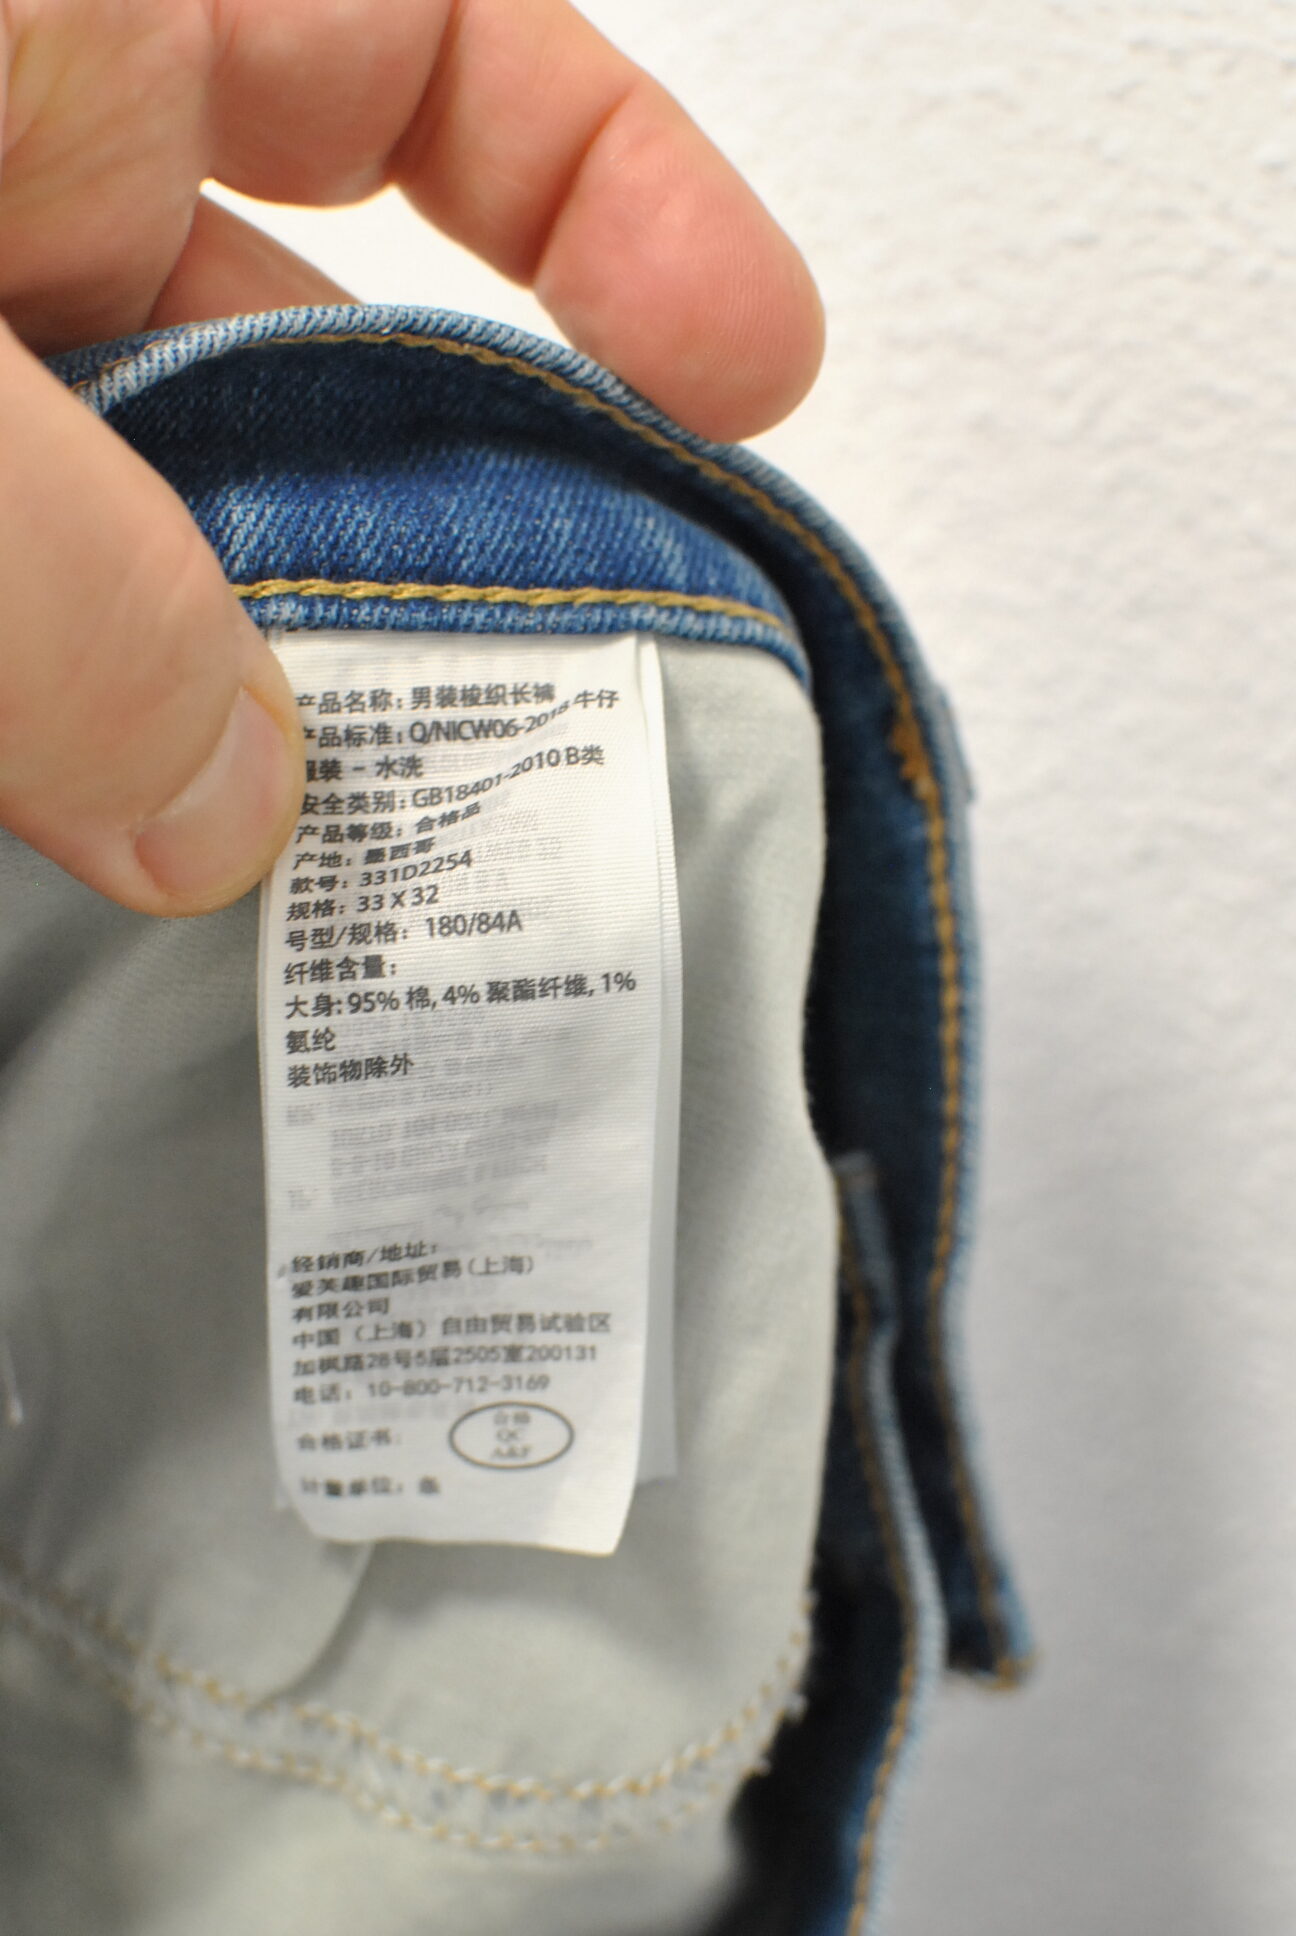 产品名称: 男装梭织长裤
产品标准: Q/NICW06-2018 牛仔
服装 - 水洗
安全类别: GB18401-2010 B类
产品等级: 合格品
产地: 墨西哥
款号: 331D2254
规格: 33 X 32
号型/规格: 180/84A
纤维含量:
大身: 95% 棉, 4% 聚酯纤维, 1%
氨纶
装饰物除外
经销商/地址:
爱芙趣国际贸易(上海)
有限公司
中国（上海）自由贸易试验区
加枫路28号5层2505室200131
电话: 10-800-712-3169
合格证书:
合格
QC
A&F
计量单位: 条